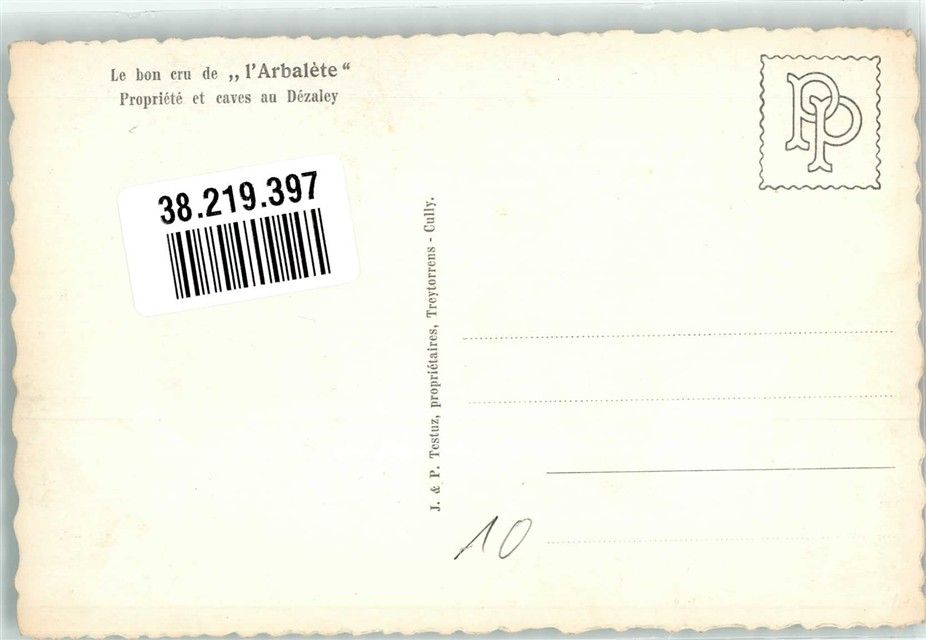 Le bon cru de „ l'Arbalète “
Propriété et caves au Dézaley
38.219.397
J. & P. Testuz, propriétaires, Treytorrens - Cully.
PP
10